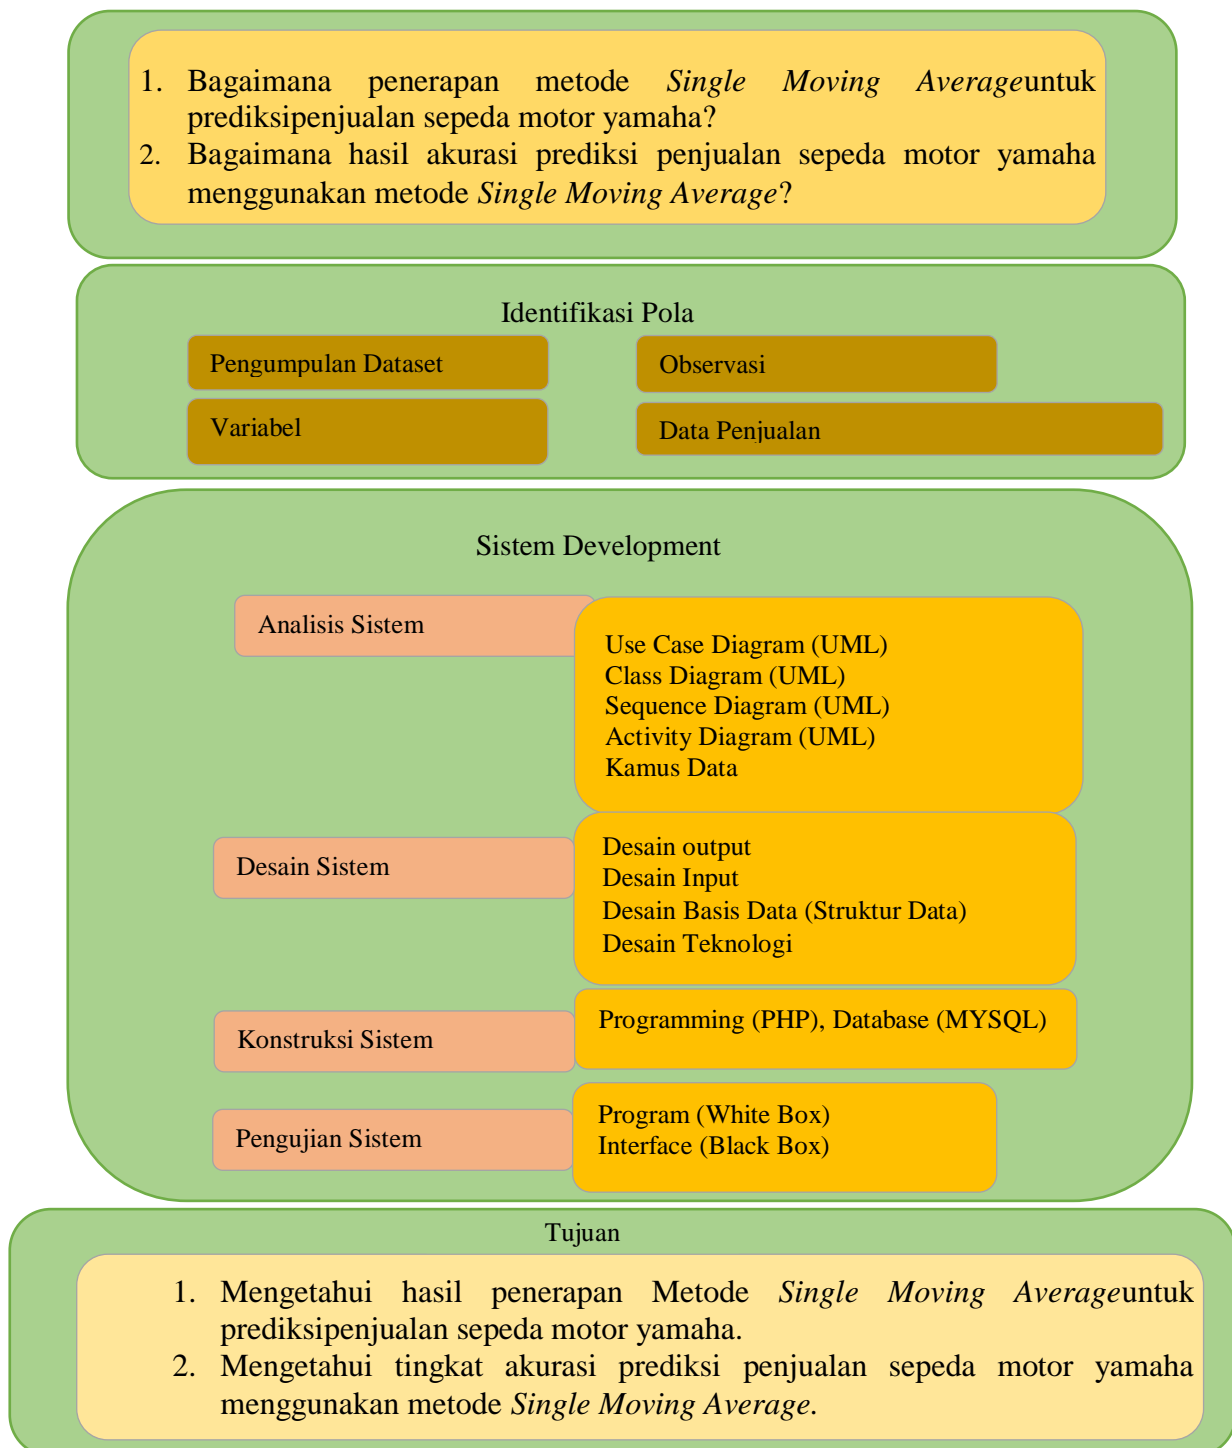 1. Bagaimana penerapan metode Single Moving Averageuntuk
prediksipenjualan sepeda motor yamaha?
2. Bagaimana hasil akurasi prediksi penjualan sepeda motor yamaha
menggunakan metode Single Moving Average?
Identifikasi Pola
Pengumpulan Dataset
Observasi
Variabel
Data Penjualan
Sistem Development
Analisis Sistem
Use Case Diagram (UML)
Class Diagram (UML)
Sequence Diagram (UML)
Activity Diagram (UML)
Kamus Data
Desain Sistem
Desain output
Desain Input
Desain Basis Data (Struktur Data)
Desain Teknologi
Konstruksi Sistem
Programming (PHP), Database (MYSQL)
Pengujian Sistem
Program (White Box)
Interface (Black Box)
Tujuan
1. Mengetahui hasil penerapan Metode Single Moving Averageuntuk
prediksipenjualan sepeda motor yamaha.
2. Mengetahui tingkat akurasi prediksi penjualan sepeda motor yamaha
menggunakan metode Single Moving Average.